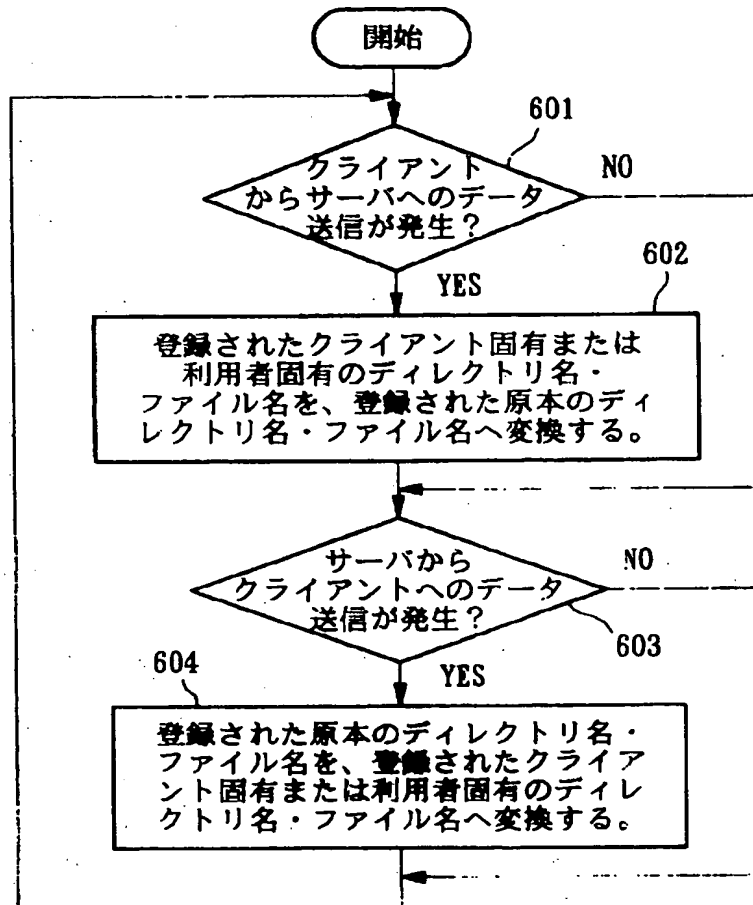 開始
601
クライアント
からサーバへのデータ
送信が発生?
NO
YES
602
登録されたクライアント固有または
利用者固有のディレクトリ名・
ファイル名を、登録された原本のディ
レクトリ名・ファイル名へ変換する。
サーバから
クライアントへのデータ
送信が発生?
NO
603
YES
604
登録された原本のディレクトリ名・
ファイル名を、登録されたクライア
ント固有または利用者固有のディレ
クトリ名・ファイル名へ変換する。